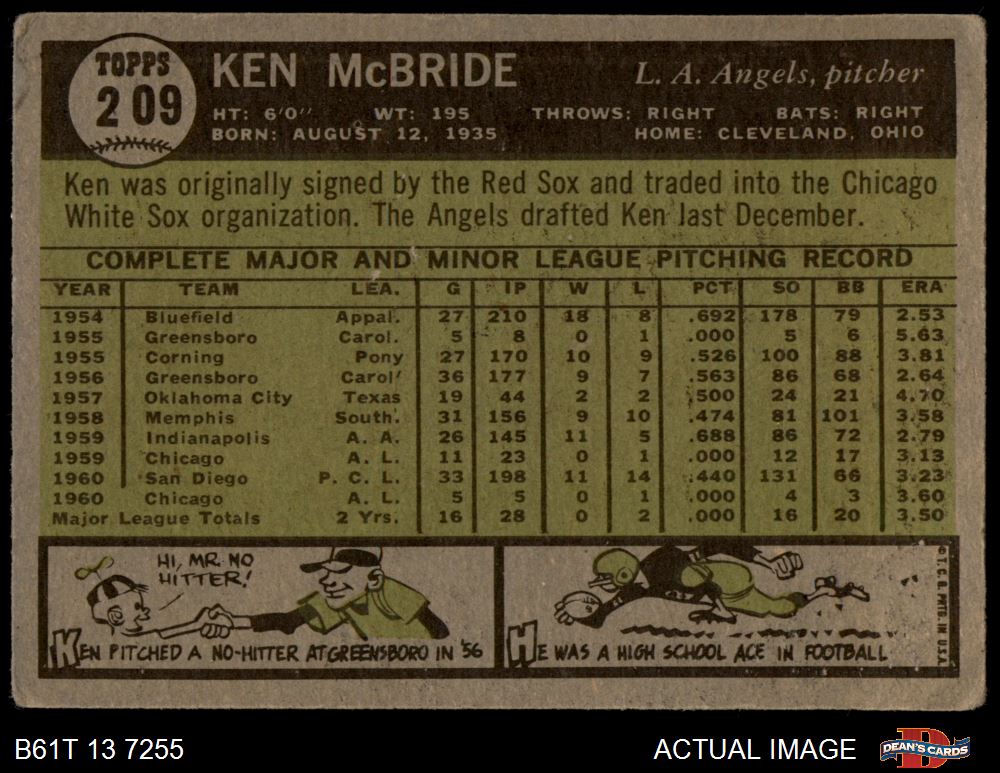 TOPPS
209
KEN McBRIDE
L. A. Angels, pitcher
HT: 6'0" WT: 195 THROWS: RIGHT BATS: RIGHT
BORN: AUGUST 12, 1935 HOME: CLEVELAND, OHIO
Ken was originally signed by the Red Sox and traded into the Chicago
White Sox organization. The Angels drafted Ken last December.
COMPLETE MAJOR AND MINOR LEAGUE PITCHING RECORD
YEAR TEAM LEA. G IP W L PCT SO BB ERA
1954 Bluefield Appal. 27 210 18 8 .692 178 79 2.53
1955 Greensboro Carol. 5 8 0 1 .000 5 6 5.63
1955 Corning Pony 27 170 10 9 .526 100 88 3.81
1956 Greensboro Carol. 36 177 9 7 .563 86 68 2.64
1957 Oklahoma City Texas 19 44 2 2 .500 24 21 4.70
1958 Memphis South. 31 156 9 10 .474 81 101 3.58
1959 Indianapolis A. A. 26 145 11 5 .688 86 72 2.79
1959 Chicago A. L. 11 23 0 1 .000 12 17 3.13
1960 San Diego P. C. L. 33 198 11 14 .440 131 66 3.23
1960 Chicago A. L. 5 5 0 1 .000 4 3 3.60
Major League Totals 2 Yrs. 16 28 0 2 .000 16 20 3.50
HI, MR. NO
HITTER!
KEN PITCHED A NO-HITTER AT GREENSBORO IN '56
HE WAS A HIGH SCHOOL ACE IN FOOTBALL
© T. C. G. PRTD. IN U.S.A.
B61T 13 7255
ACTUAL IMAGE
DEAN'S CARDS